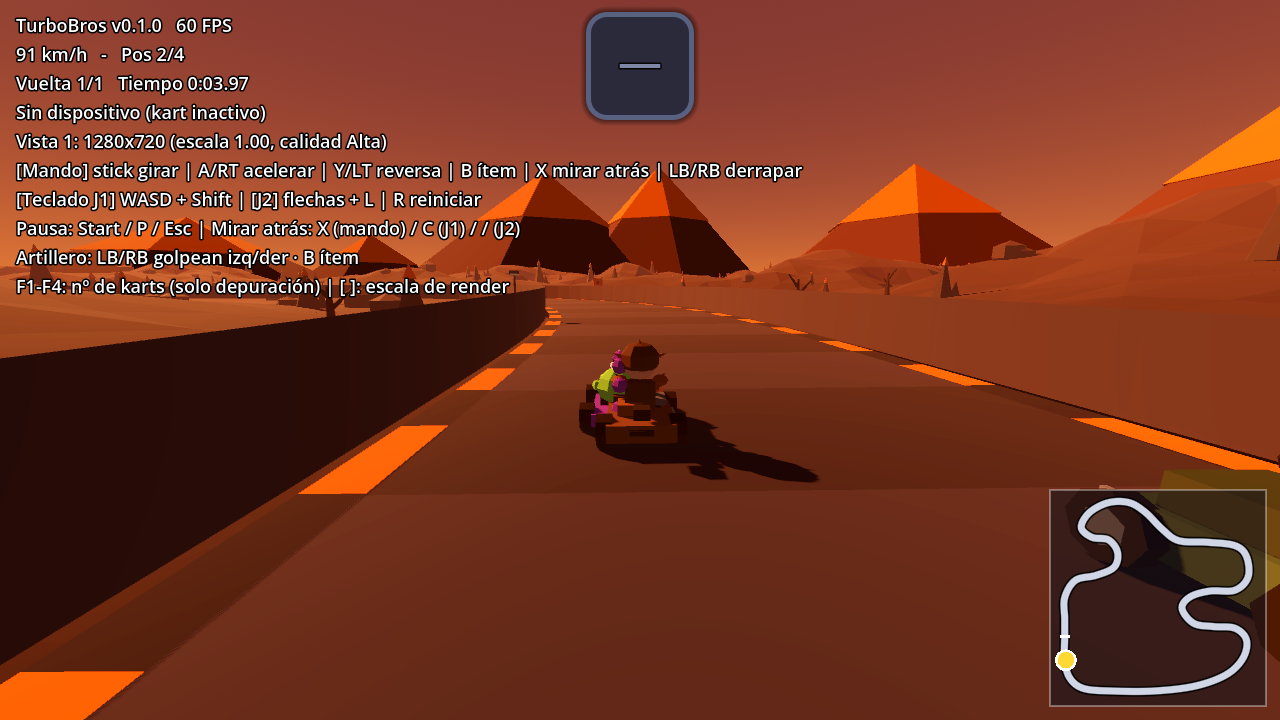 TurboBros v0.1.0   60 FPS
91 km/h  -  Pos 2/4
Vuelta 1/1   Tiempo 0:03.97
Sin dispositivo (kart inactivo)
Vista 1: 1280x720 (escala 1.00, calidad Alta)
[Mando] stick girar | A/RT acelerar | Y/LT reversa | B ítem | X mirar atrás | LB/RB derrapar
[Teclado J1] WASD + Shift | [J2] flechas + L | R reiniciar
Pausa: Start / P / Esc | Mirar atrás: X (mando) / C (J1) / / (J2)
Artillero: LB/RB golpean izq/der · B ítem
F1-F4: nº de karts (solo depuración) | [ ]: escala de render